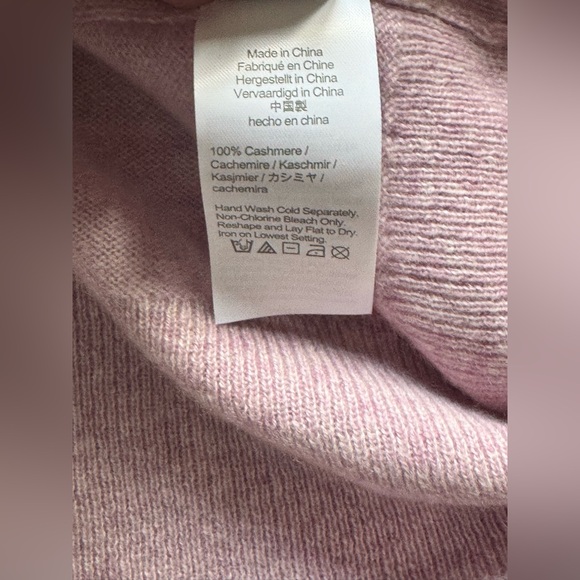 Made in China
Fabriqué en Chine
Hergestellt in China
Vervaardigd in China
中国製
hecho en china
100% Cashmere /
Cachemire / Kaschmir /
Kasjmier / カシミヤ /
cachemira
Hand Wash Cold Separately,
Non-Chlorine Bleach Only.
Reshape and Lay Flat to Dry.
Iron on Lowest Setting.